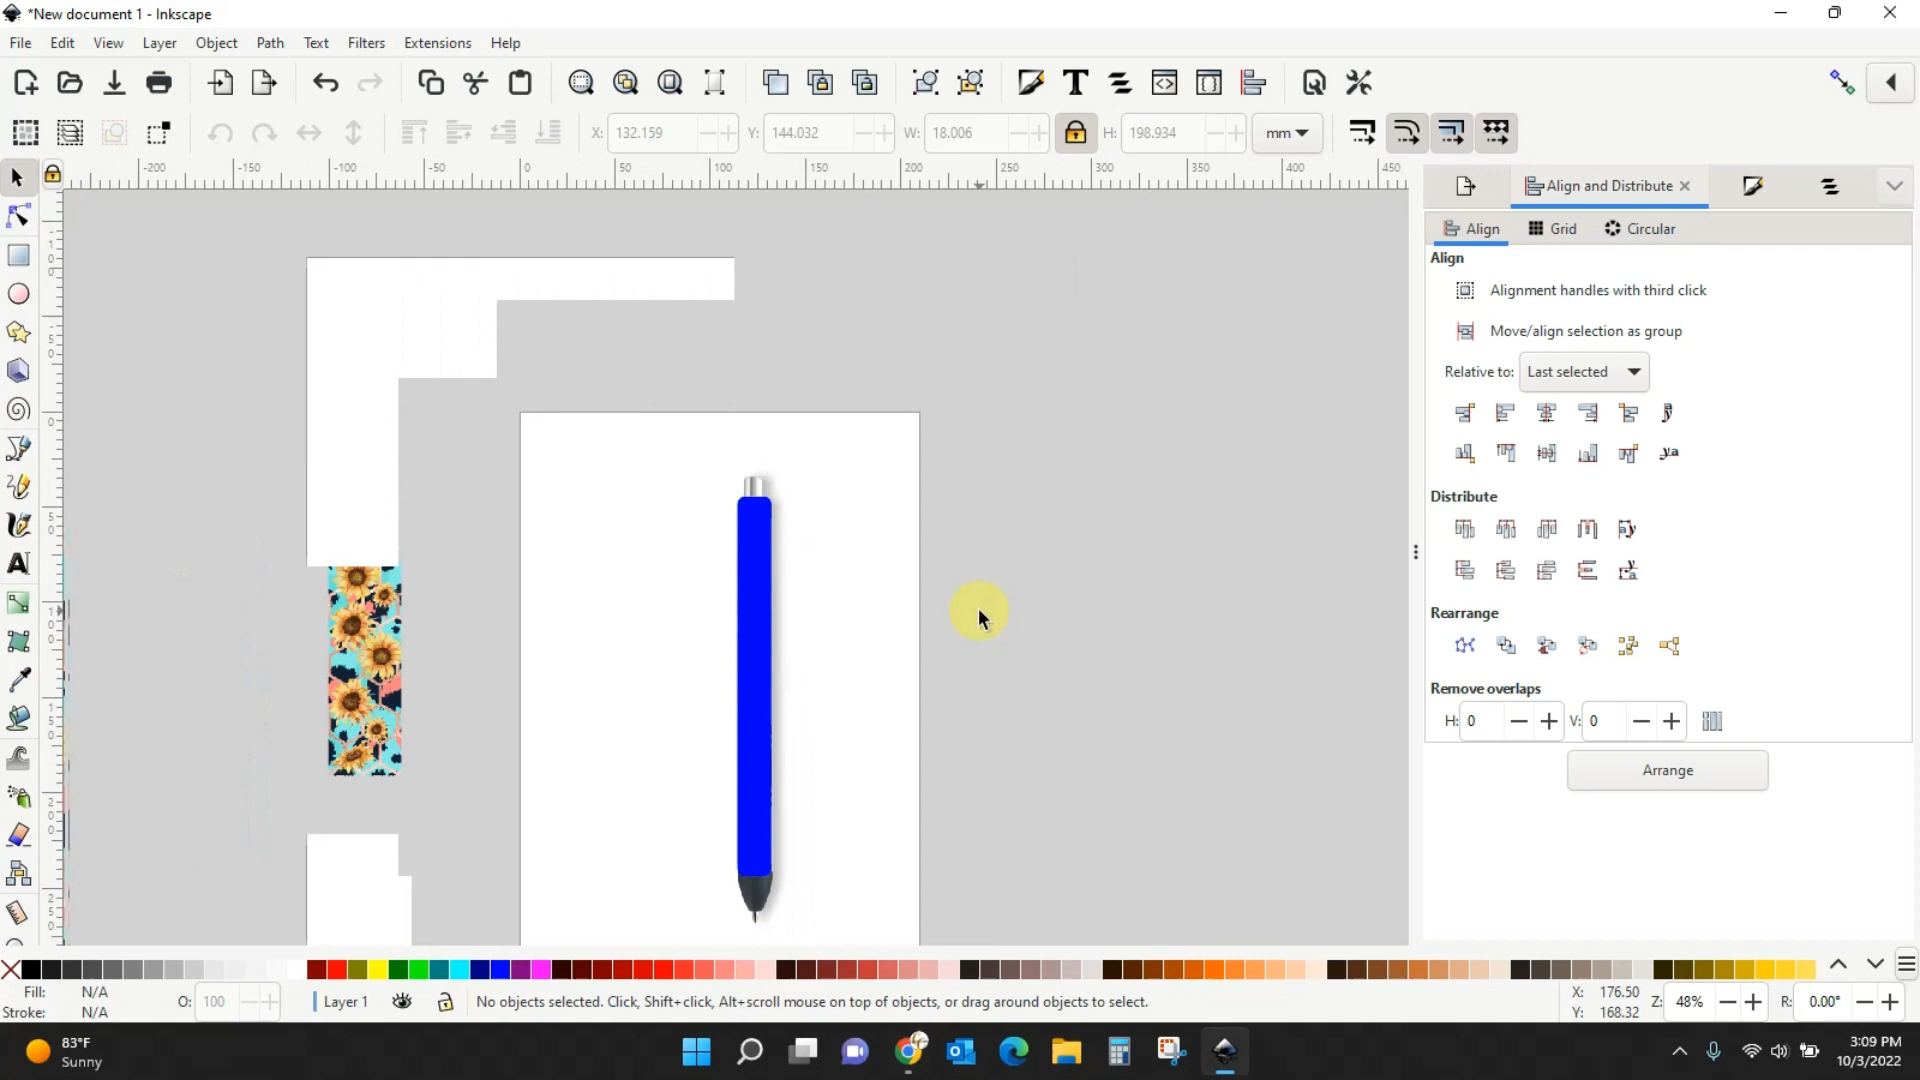 *New document 1 - Inkscape
File Edit View Layer Object Path Text Filters Extensions Help
X: 132.159 Y: 144.032 W: 18.006 H: 198.934 mm
-200 -150 -100 -50 0 50 100 150 200 250 300 350 400 450
Align and Distribute
Align Grid Circular
Align
Alignment handles with third click
Move/align selection as group
Relative to: Last selected
Distribute
Rearrange
Remove overlaps
H: 0 V: 0
Arrange
Fill: N/A
Stroke: N/A
O: 100
Layer 1
No objects selected. Click, Shift+click, Alt+scroll mouse on top of objects, or drag around objects to select.
X: 176.50
Y: 168.32
Z: 48% R: 0.00°
83°F
Sunny
3:09 PM
10/3/2022